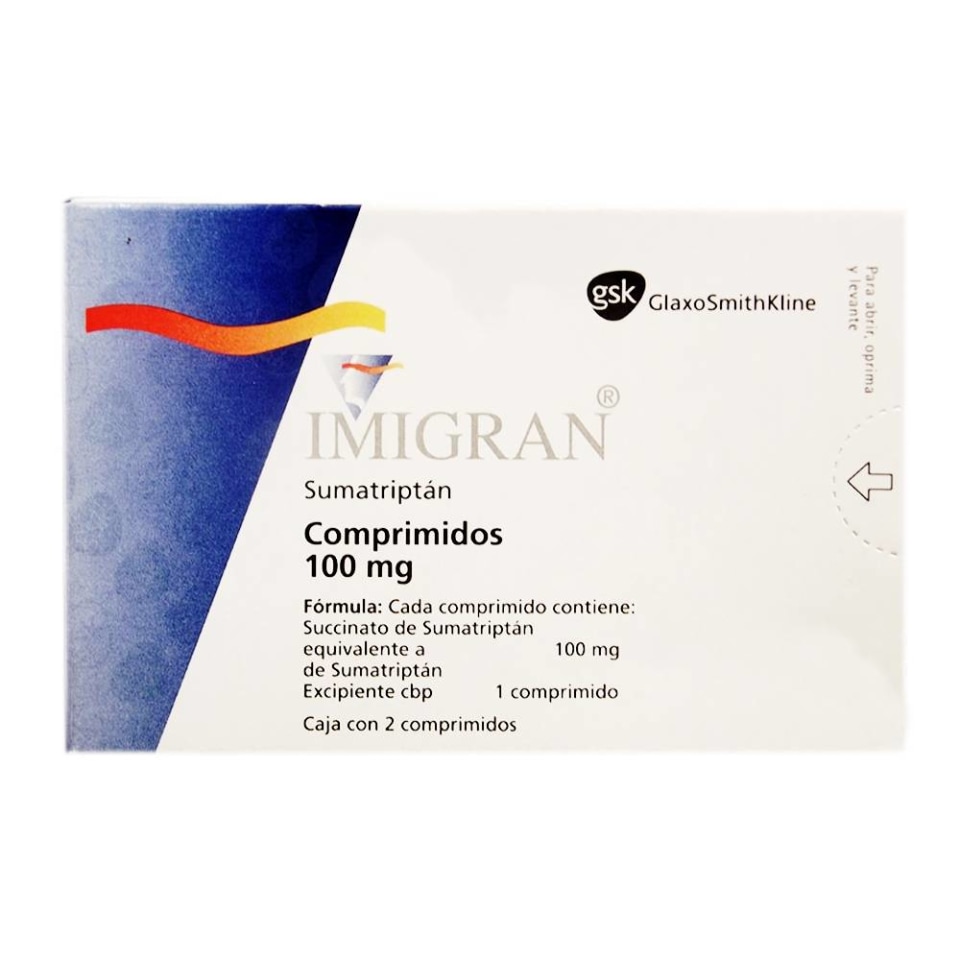 gsk GlaxoSmithKline
Para abrir, oprima
y levante
IMIGRAN®
Sumatriptán
Comprimidos
100 mg
Fórmula: Cada comprimido contiene:
Succinato de Sumatriptán
equivalente a 100 mg
de Sumatriptán
Excipiente cbp 1 comprimido
Caja con 2 comprimidos